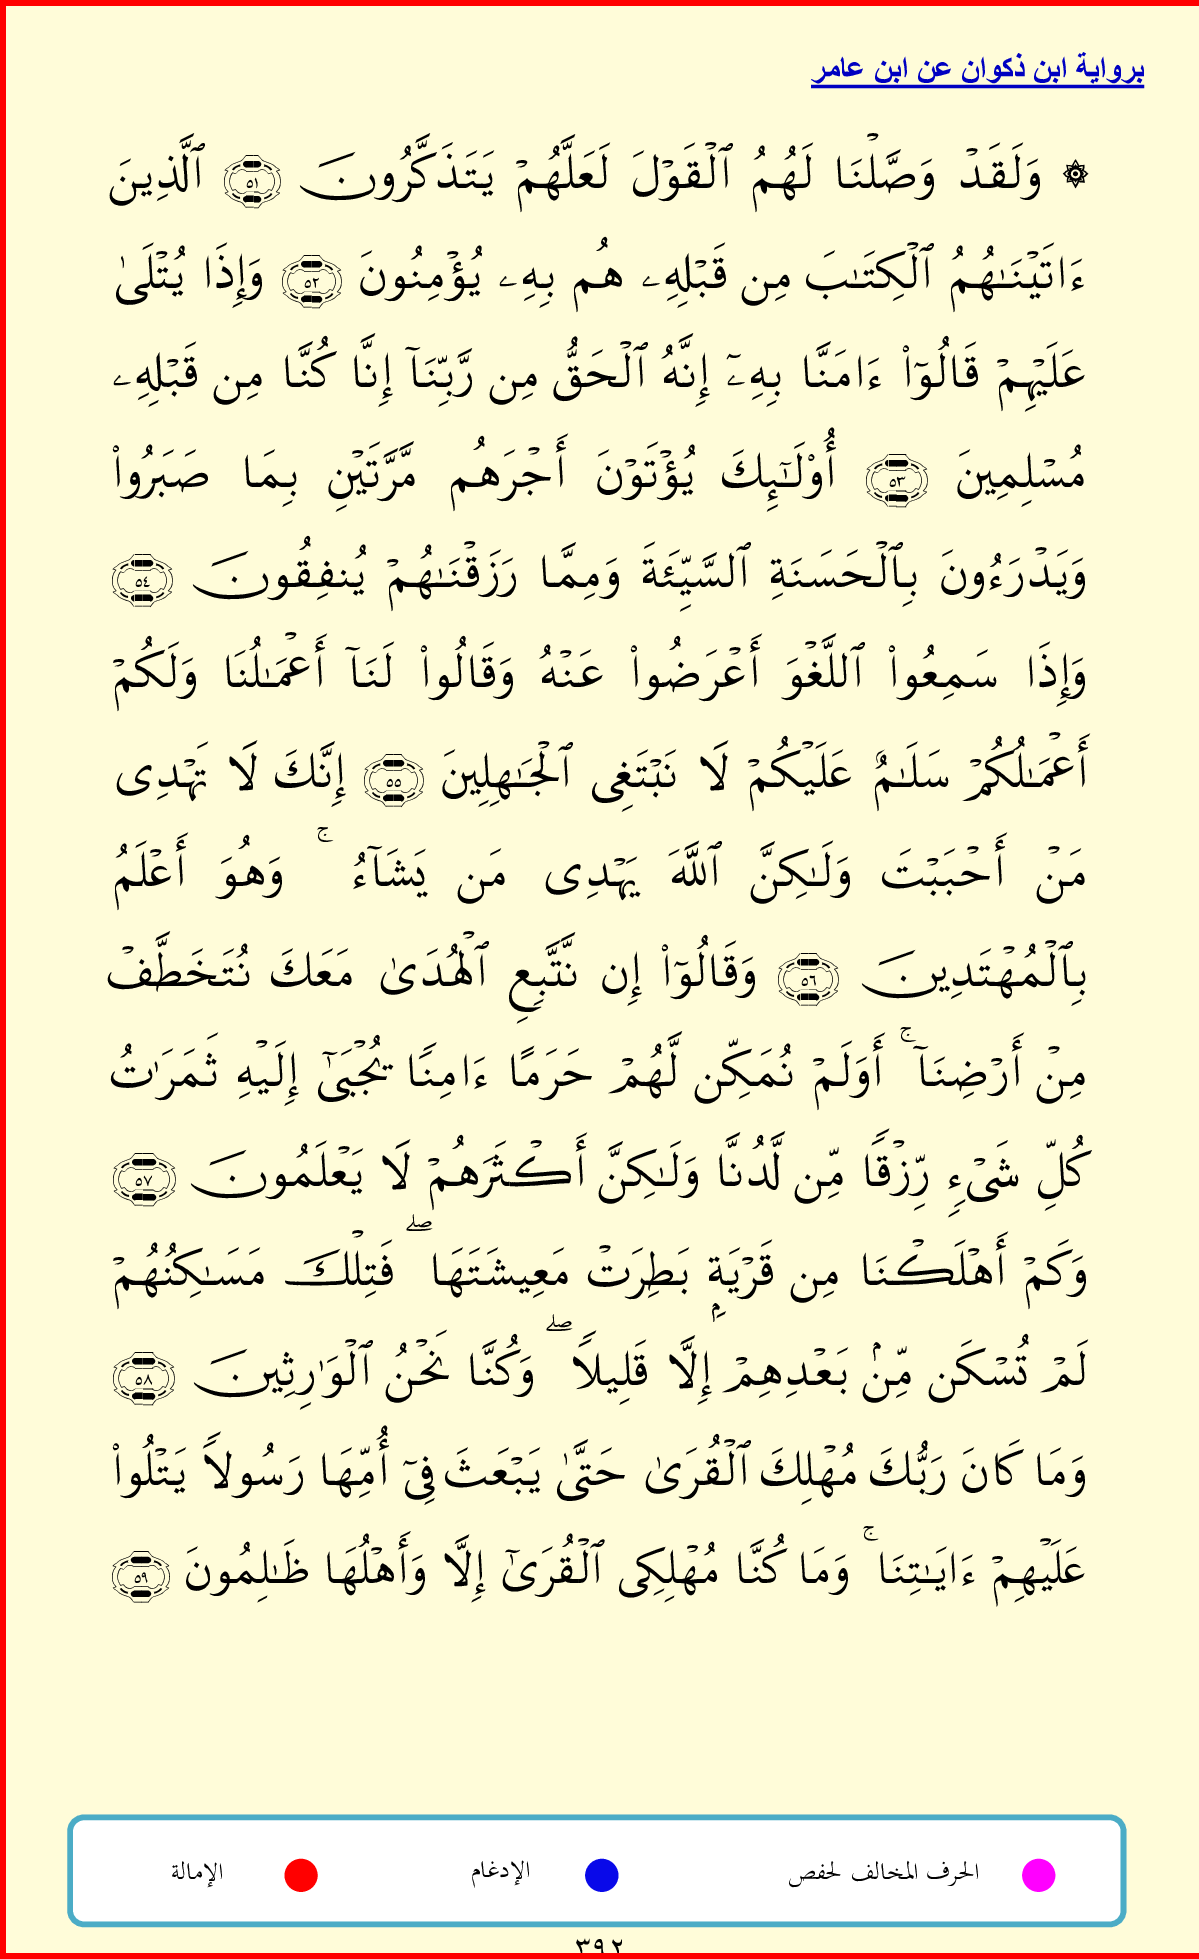 برواية ابن ذكوان عن ابن عامر
۞ وَلَقَدۡ وَصَّلۡنَا لَهُمُ ٱلۡقَوۡلَ لَعَلَّهُمۡ يَتَذَكَّرُونَ ٥١ ٱلَّذِينَ
ءَاتَيۡنَٰهُمُ ٱلۡكِتَٰبَ مِن قَبۡلِهِۦ هُم بِهِۦ يُؤۡمِنُونَ ٥٢ وَإِذَا يُتۡلَىٰ
عَلَيۡهِمۡ قَالُوٓاْ ءَامَنَّا بِهِۦٓ إِنَّهُ ٱلۡحَقُّ مِن رَّبِّنَآ إِنَّا كُنَّا مِن قَبۡلِهِۦ
مُسۡلِمِينَ ٥٣ أُوْلَٰٓئِكَ يُؤۡتَوۡنَ أَجۡرَهُم مَّرَّتَيۡنِ بِمَا صَبَرُواْ
وَيَدۡرَءُونَ بِٱلۡحَسَنَةِ ٱلسَّيِّئَةَ وَمِمَّا رَزَقۡنَٰهُمۡ يُنفِقُونَ ٥٤
وَإِذَا سَمِعُواْ ٱللَّغۡوَ أَعۡرَضُواْ عَنۡهُ وَقَالُواْ لَنَآ أَعۡمَٰلُنَا وَلَكُمۡ
أَعۡمَٰلُكُمۡ سَلَٰمٌ عَلَيۡكُمۡ لَا نَبۡتَغِي ٱلۡجَٰهِلِينَ ٥٥ إِنَّكَ لَا تَهۡدِي
مَنۡ أَحۡبَبۡتَ وَلَٰكِنَّ ٱللَّهَ يَهۡدِي مَن يَشَآءُۚ وَهُوَ أَعۡلَمُ
بِٱلۡمُهۡتَدِينَ ٥٦ وَقَالُوٓاْ إِن نَّتَّبِعِ ٱلۡهُدَىٰ مَعَكَ نُتَخَطَّفۡ
مِنۡ أَرۡضِنَآۚ أَوَلَمۡ نُمَكِّن لَّهُمۡ حَرَمًا ءَامِنٗا يُجۡبَىٰٓ إِلَيۡهِ ثَمَرَٰتُ
كُلِّ شَيۡءٖ رِّزۡقٗا مِّن لَّدُنَّا وَلَٰكِنَّ أَكۡثَرَهُمۡ لَا يَعۡلَمُونَ ٥٧
وَكَمۡ أَهۡلَكۡنَا مِن قَرۡيَةِۭ بَطِرَتۡ مَعِيشَتَهَاۖ فَتِلۡكَ مَسَٰكِنُهُمۡ
لَمۡ تُسۡكَن مِّنۢ بَعۡدِهِمۡ إِلَّا قَلِيلٗاۖ وَكُنَّا نَحۡنُ ٱلۡوَٰرِثِينَ ٥٨
وَمَا كَانَ رَبُّكَ مُهۡلِكَ ٱلۡقُرَىٰ حَتَّىٰ يَبۡعَثَ فِيٓ أُمِّهَا رَسُولٗا يَتۡلُواْ
عَلَيۡهِمۡ ءَايَٰتِنَاۚ وَمَا كُنَّا مُهۡلِكِي ٱلۡقُرَىٰٓ إِلَّا وَأَهۡلُهَا ظَٰلِمُونَ ٥٩
الحرف المخالف لحفص الإدغام الإمالة
٣٩٢